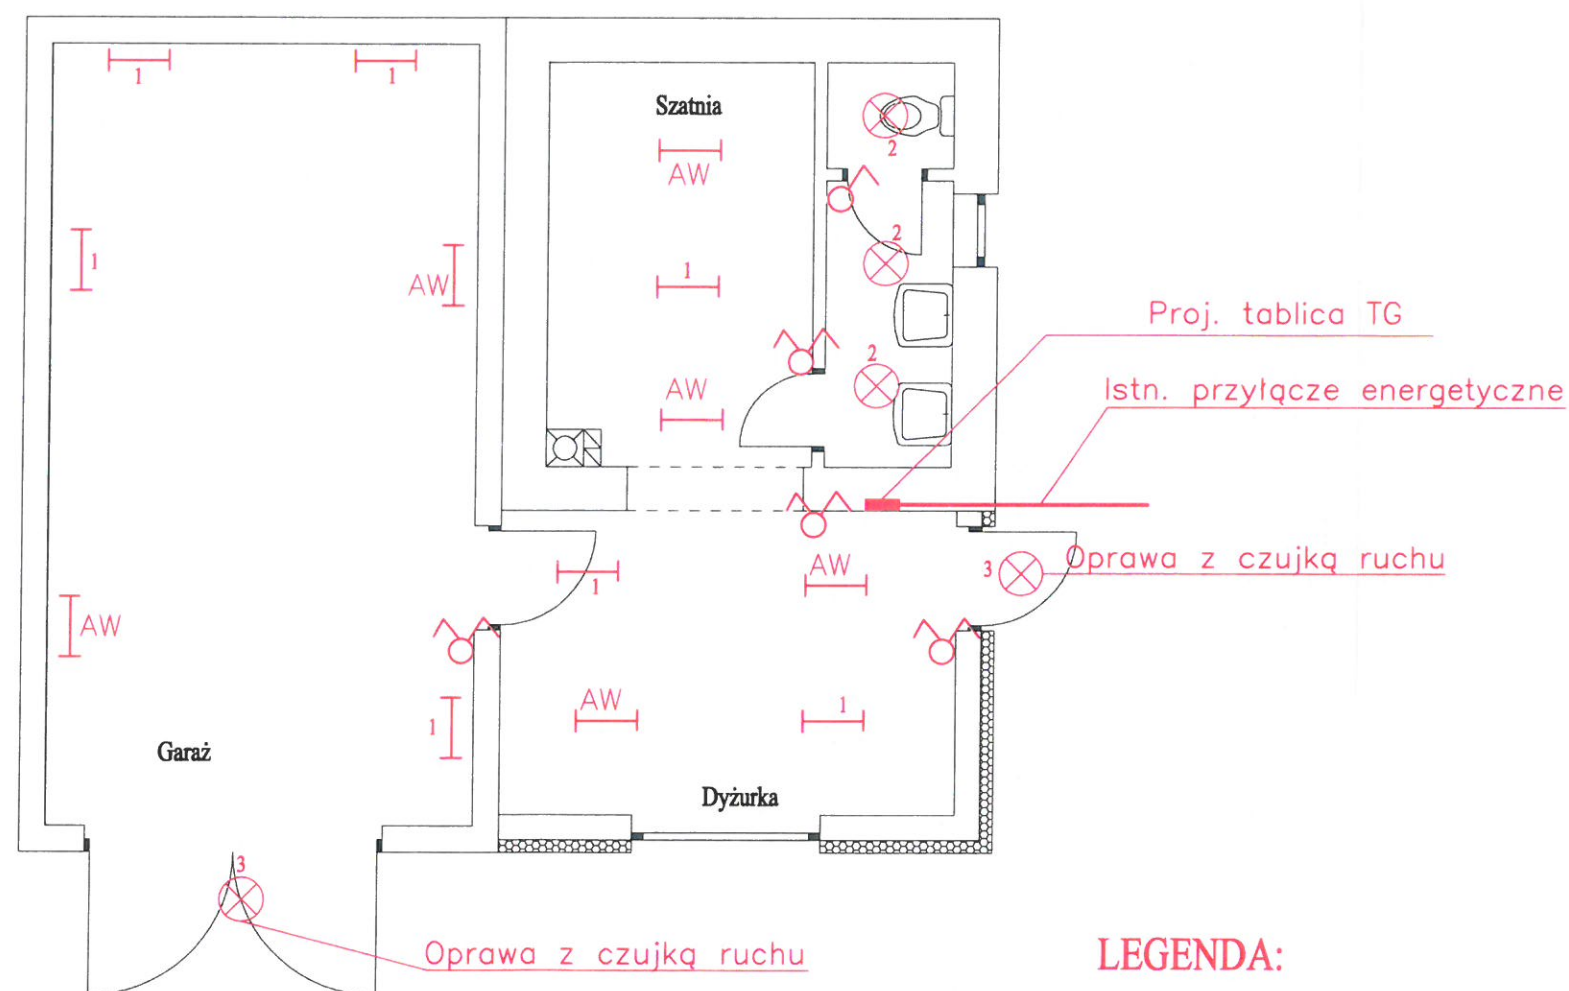 1
1
Szatnia
2
AW
2
1
AW
1
AW
Proj. tablica TG
2
AW
Istn. przyłącze energetyczne
AW
Oprawa z czujką ruchu
3
1
AW
AW
1
1
Garaż
Dyżurka
3
Oprawa z czujką ruchu
LEGENDA: